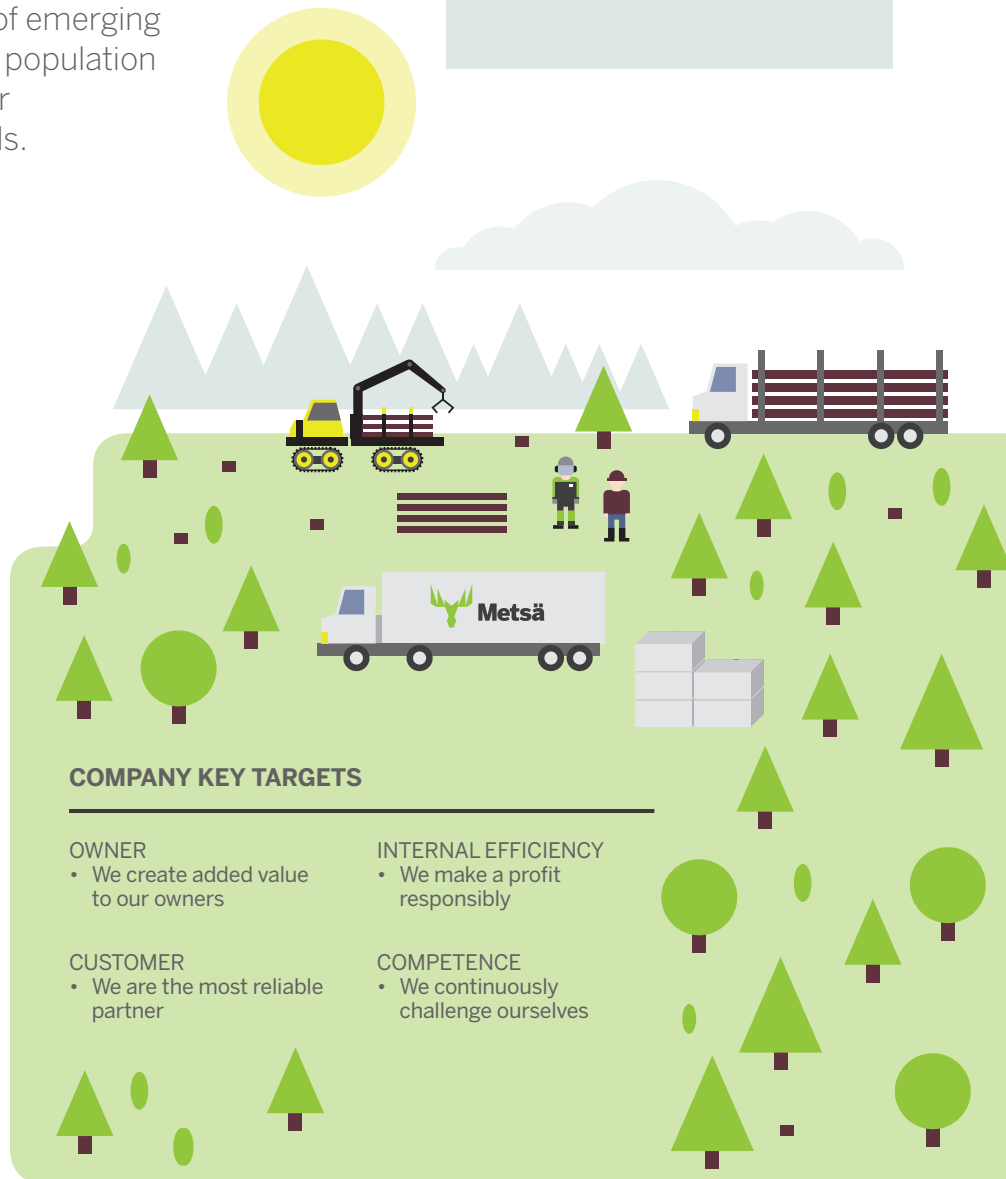 of emerging
population
Metsä
COMPANY KEY TARGETS
OWNER
• We create added value
to our owners
INTERNAL EFFICIENCY
• We make a profit
responsibly
CUSTOMER
• We are the most reliable
partner
COMPETENCE
• We continuously
challenge ourselves